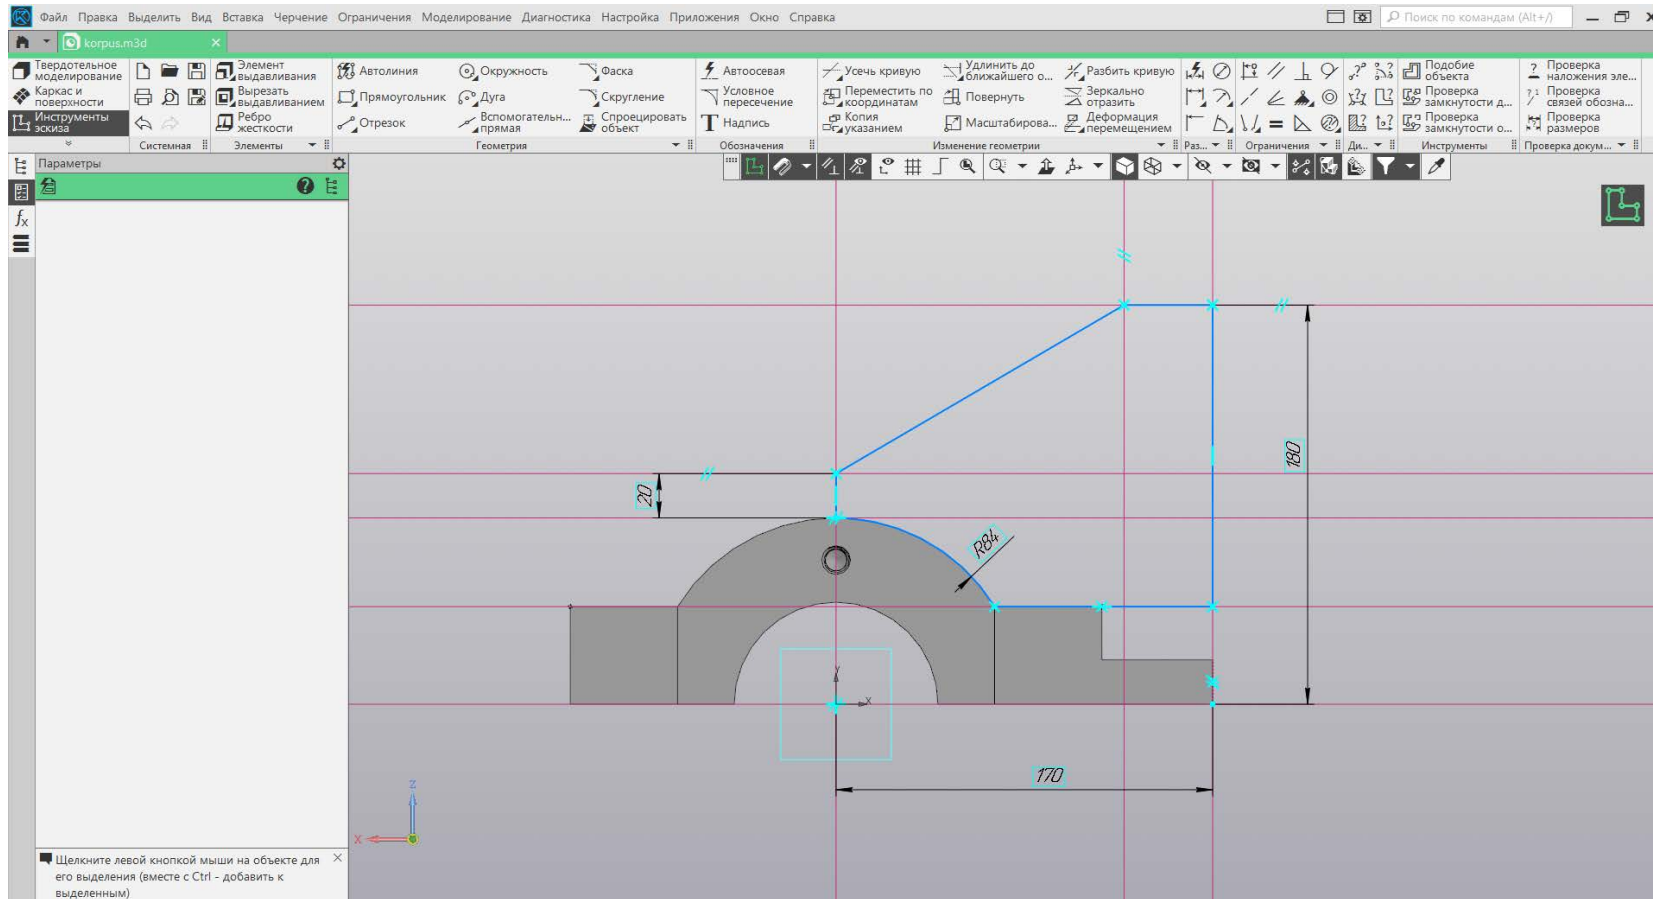 Файл Правка Выделить Вид Вставка Черчение Ограничения Моделирование Диагностика Настройка Приложения Окно Справка
Поиск по командам (Alt+/)
korpus.m3d
Твердотельное моделирование
Каркас и поверхности
Инструменты эскиза
Системная
Элемент выдавливания
Вырезать выдавливанием
Ребро жесткости
Элементы
Автолиния
Прямоугольник
Отрезок
Окружность
Дуга
Вспомогательн... прямая
Фаска
Скругление
Спроецировать объект
Геометрия
Автоосевая
Условное пересечение
Надпись
Обозначения
Усечь кривую
Переместить по координатам
Копия указанием
Удлинить до ближайшего о...
Повернуть
Масштабирова...
Разбить кривую
Зеркально отразить
Деформация перемещением
Изменение геометрии
Раз...
Ограничения
Ди...
Подобие объекта
Проверка замкнутости д...
Проверка замкнутости о...
Инструменты
Проверка наложения эле...
Проверка связей обозна...
Проверка размеров
Проверка докум...
Параметры
180
20
R84
Y
X
170
Z
X
Щелкните левой кнопкой мыши на объекте для
его выделения (вместе с Ctrl - добавить к
выделенным)